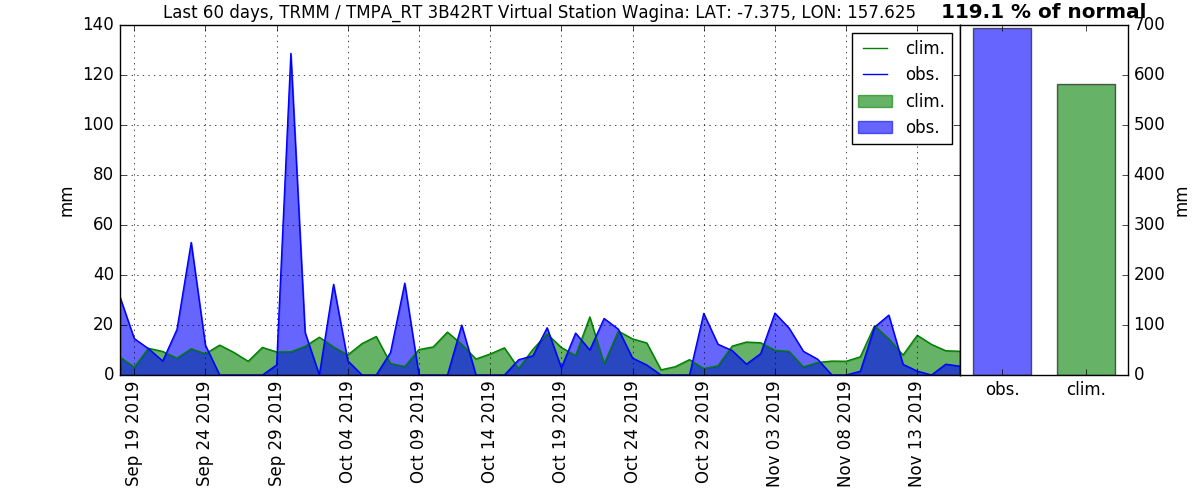 Last 60 days, TRMM / TMPA_RT 3B42RT Virtual Station Wagina: LAT: -7.375, LON: 157.625
119.1 % of normal
140
120
100
80
60
40
20
0
mm
clim.
obs.
clim.
obs.
700
600
500
400
300
200
100
0
mm
Sep 19 2019
Sep 24 2019
Sep 29 2019
Oct 04 2019
Oct 09 2019
Oct 14 2019
Oct 19 2019
Oct 24 2019
Oct 29 2019
Nov 03 2019
Nov 08 2019
Nov 13 2019
obs.
clim.